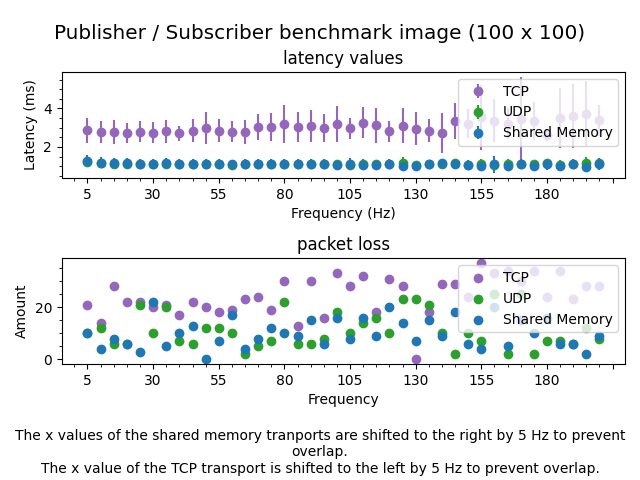 Publisher / Subscriber benchmark image (100 x 100)
latency values
Latency (ms)
4
2
TCP
UDP
Shared Memory
5 30 55 80 105 130 155 180
Frequency (Hz)
packet loss
Amount
20
0
TCP
UDP
Shared Memory
5 30 55 80 105 130 155 180
Frequency
The x values of the shared memory tranports are shifted to the right by 5 Hz to prevent
overlap.
The x value of the TCP transport is shifted to the left by 5 Hz to prevent overlap.